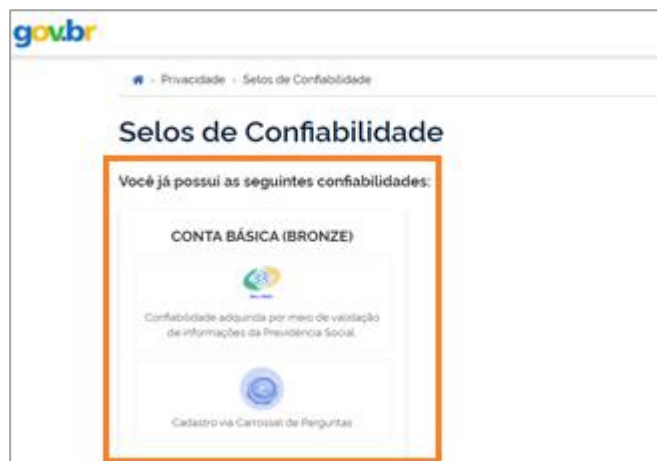 gov.br
Privacidade Selos de Confiabilidade
Selos de Confiabilidade
Você já possui as seguintes confiabilidades:
CONTA BÁSICA (BRONZE)
Confiabilidade adquirida por meio de validação
de informações da Previdência Social.
Cadastro via Carrossel de Perguntas